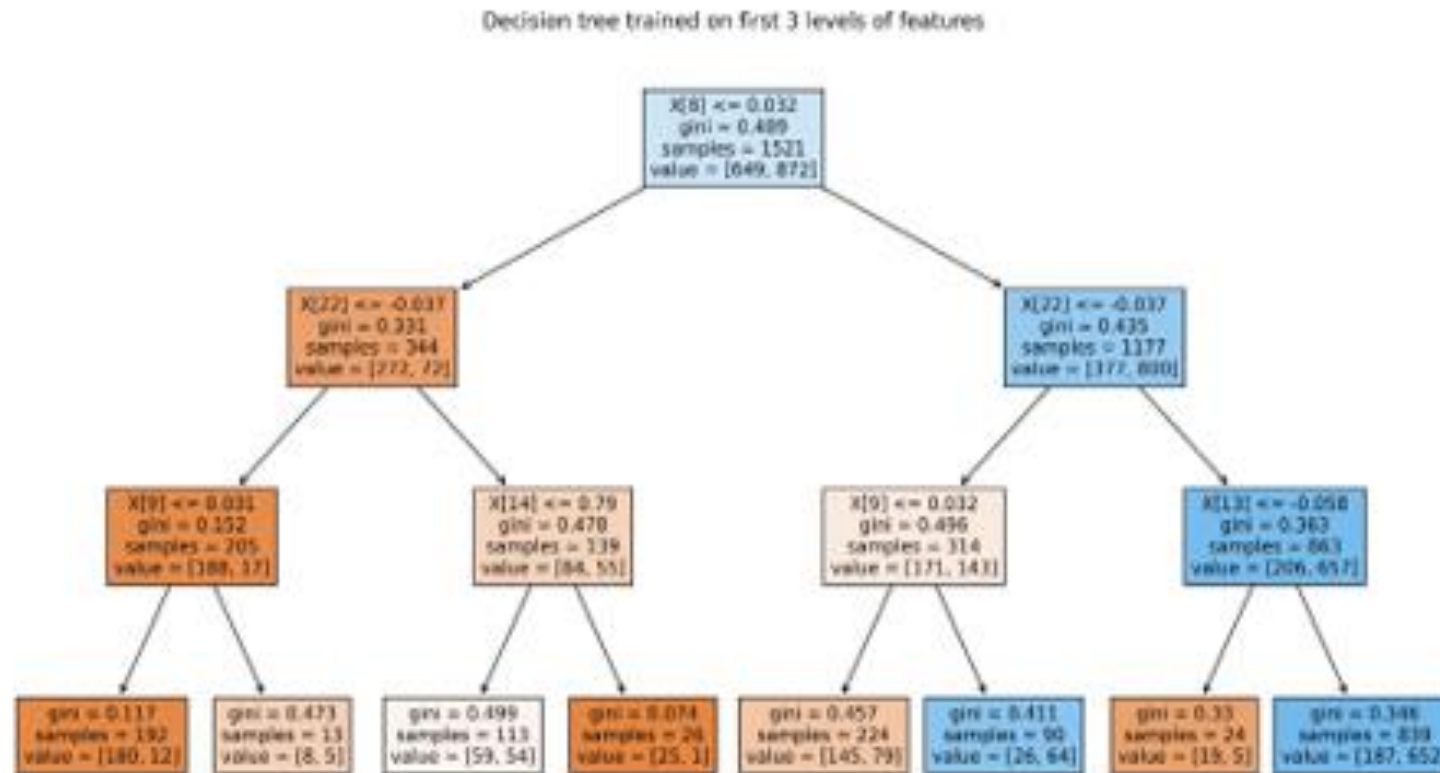 Decision tree trained on first 3 levels of features
X[8] <= 0.032
gini = 0.489
samples = 1521
value = [649, 872]
X[22] <= -0.037
gini = 0.331
samples = 344
value = [272, 72]
X[22] <= -0.037
gini = 0.435
samples = 1177
value = [377, 800]
X[9] <= 0.031
gini = 0.152
samples = 205
value = [188, 17]
X[14] <= 0.79
gini = 0.478
samples = 139
value = [84, 55]
X[9] <= 0.032
gini = 0.496
samples = 314
value = [171, 143]
X[13] <= -0.058
gini = 0.363
samples = 863
value = [206, 657]
gini = 0.117
samples = 192
value = [180, 12]
gini = 0.473
samples = 13
value = [8, 5]
gini = 0.499
samples = 113
value = [59, 54]
gini = 0.074
samples = 26
value = [25, 1]
gini = 0.457
samples = 224
value = [145, 79]
gini = 0.411
samples = 90
value = [26, 64]
gini = 0.33
samples = 24
value = [19, 5]
gini = 0.346
samples = 839
value = [187, 652